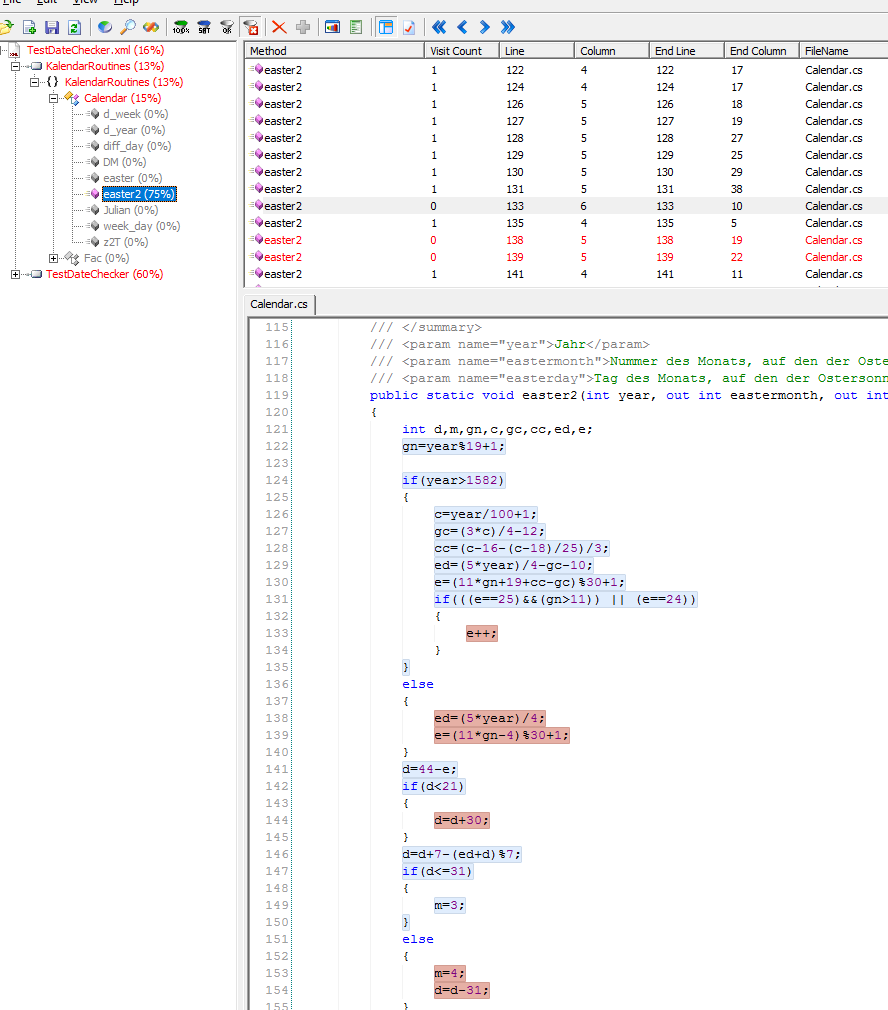 File Edit View Help
100% SRT OK
TestDateChecker.xml (16%)
KalendarRoutines (13%)
{} KalendarRoutines (13%)
Calendar (15%)
d_week (0%)
d_year (0%)
diff_day (0%)
DM (0%)
easter (0%)
easter2 (75%)
Julian (0%)
week_day (0%)
z2T (0%)
Fac (0%)
TestDateChecker (60%)
Method Visit Count Line Column End Line End Column FileName
easter2 1 122 4 122 17 Calendar.cs
easter2 1 124 4 124 17 Calendar.cs
easter2 1 126 5 126 18 Calendar.cs
easter2 1 127 5 127 19 Calendar.cs
easter2 1 128 5 128 27 Calendar.cs
easter2 1 129 5 129 25 Calendar.cs
easter2 1 130 5 130 29 Calendar.cs
easter2 1 131 5 131 38 Calendar.cs
easter2 0 133 6 133 10 Calendar.cs
easter2 1 135 4 135 5 Calendar.cs
easter2 0 138 5 138 19 Calendar.cs
easter2 0 139 5 139 22 Calendar.cs
easter2 1 141 4 141 11 Calendar.cs
Calendar.cs
115 /// </summary>
116 /// <param name="year">Jahr</param>
117 /// <param name="eastermonth">Nummer des Monats, auf den der Oste
118 /// <param name="easterday">Tag des Monats, auf den der Ostersonn
119 public static void easter2(int year, out int eastermonth, out int
120 {
121 int d,m,gn,c,gc,cc,ed,e;
122 gn=year%19+1;
123
124 if(year>1582)
125 {
126 c=year/100+1;
127 gc=(3*c)/4-12;
128 cc=(c-16-(c-18)/25)/3;
129 ed=(5*year)/4-gc-10;
130 e=(11*gn+19+cc-gc)%30+1;
131 if(((e==25)&&(gn>11)) || (e==24))
132 {
133 e++;
134 }
135 }
136 else
137 {
138 ed=(5*year)/4;
139 e=(11*gn-4)%30+1;
140 }
141 d=44-e;
142 if(d<21)
143 {
144 d=d+30;
145 }
146 d=d+7-(ed+d)%7;
147 if(d<=31)
148 {
149 m=3;
150 }
151 else
152 {
153 m=4;
154 d=d-31;
155 }